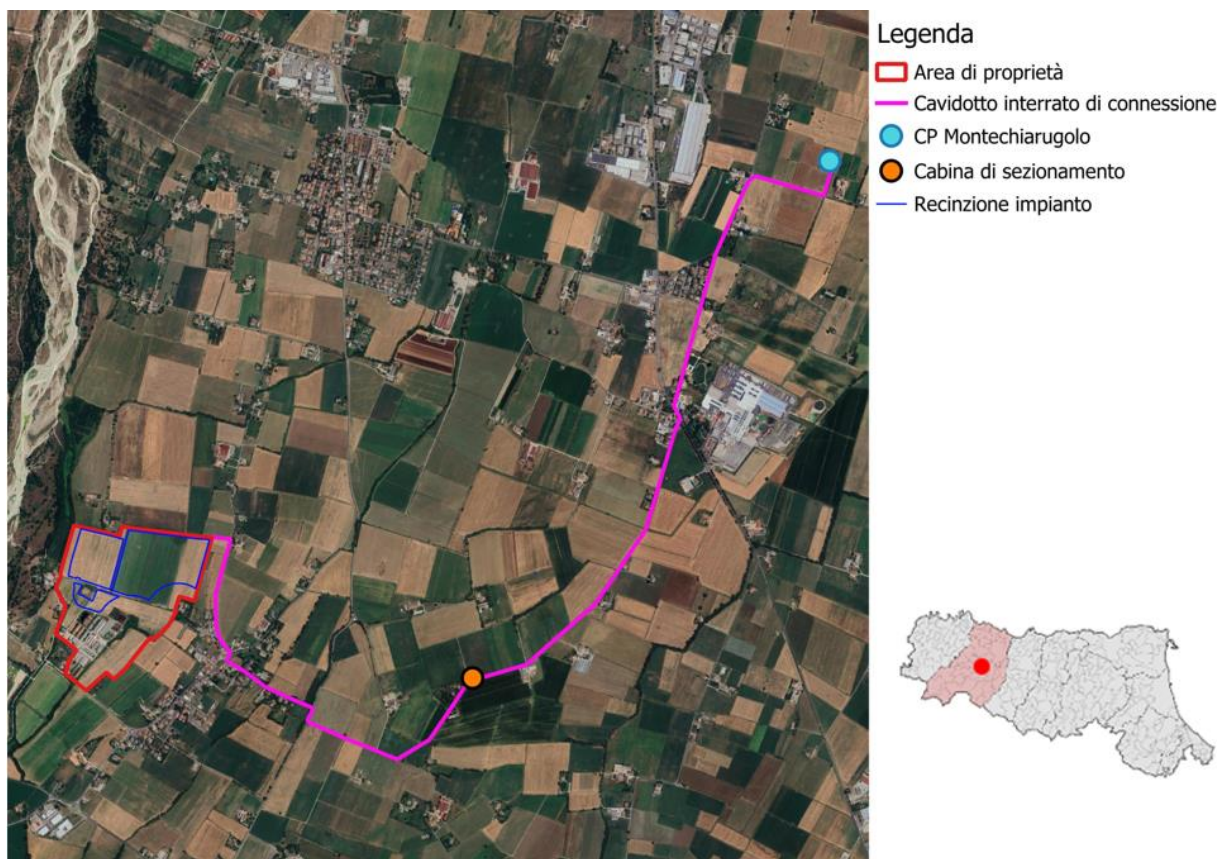 Legenda
Area di proprietà
Cavidotto interrato di connessione
CP Montechiarugolo
Cabina di sezionamento
Recinzione impianto